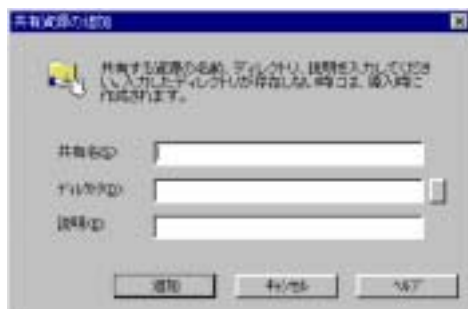 共有資源の追加
共有する資源の名前、ディレクトリ、説明を入力してくださ
い。入力したディレクトリが存在しない時には、導入時に
作成されます。
共有名(S)
ディレクトリ(D)
説明(E)
追加
キャンセル
ヘルプ